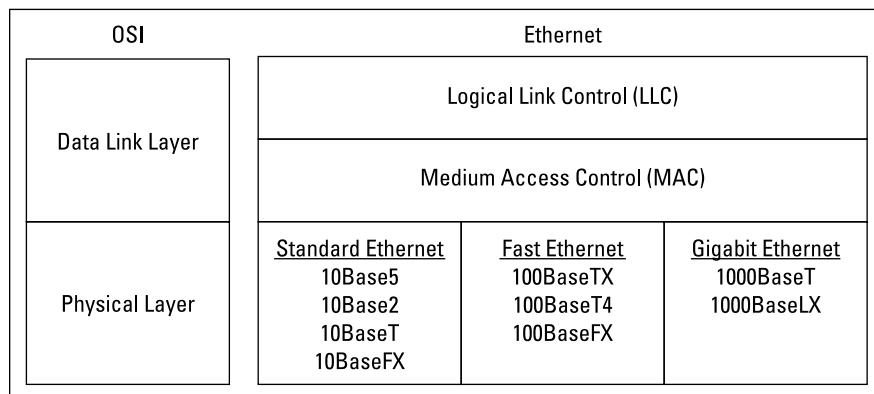 OSI
Ethernet
Data Link Layer
Logical Link Control (LLC)
Medium Access Control (MAC)
Physical Layer
Standard Ethernet
10Base5
10Base2
10BaseT
10BaseFX
Fast Ethernet
100BaseTX
100BaseT4
100BaseFX
Gigabit Ethernet
1000BaseT
1000BaseLX